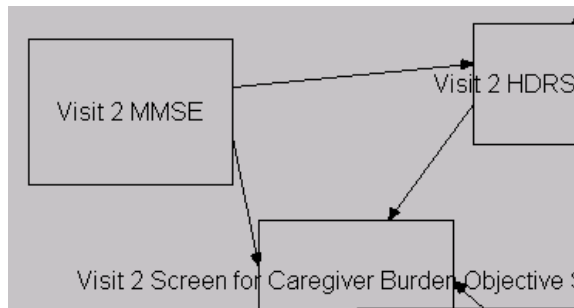 Visit 2 MMSE
Visit 2 HDRS
Visit 2 Screen for Caregiver Burden Objective S